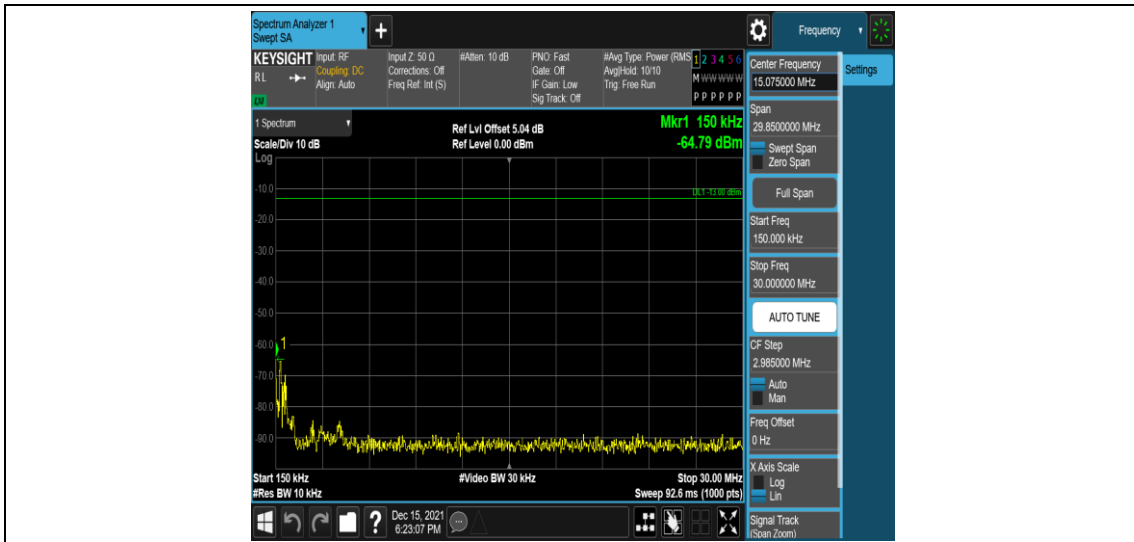 Spectrum Analyzer 1
Swept SA
+
Frequency
KEYSIGHT
RL
LXI
Input: RF
Coupling: DC
Align: Auto
Input Z: 50 Ω
Corrections: Off
Freq Ref: Int (S)
#Atten: 10 dB
PNO: Fast
Gate: Off
IF Gain: Low
Sig Track: Off
#Avg Type: Power (RMS
Avg|Hold: 10/10
Trig: Free Run
1 2 3 4 5 6
M W W W W W
P P P P P P
Center Frequency
15.075000 MHz
Settings
Span
29.8500000 MHz
Swept Span
Zero Span
Full Span
Start Freq
150.000 kHz
Stop Freq
30.000000 MHz
AUTO TUNE
CF Step
2.985000 MHz
Auto
Man
Freq Offset
0 Hz
X Axis Scale
Log
Lin
Signal Track
(Span Zoom)
1 Spectrum
Scale/Div 10 dB
Ref Lvl Offset 5.04 dB
Ref Level 0.00 dBm
Mkr1 150 kHz
-64.79 dBm
Log
DL1 -13.00 dBm
-10.0
-20.0
-30.0
-40.0
-50.0
-60.0
1
-70.0
-80.0
-90.0
Start 150 kHz
#Video BW 30 kHz
Stop 30.00 MHz
#Res BW 10 kHz
Sweep 92.6 ms (1000 pts)
?
Dec 15, 2021
6:23:07 PM